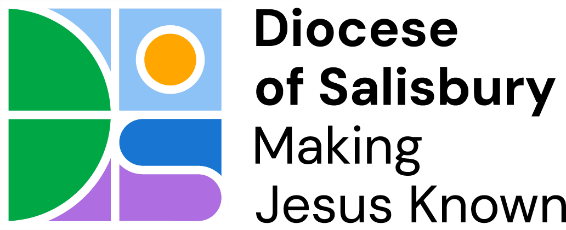 Diocese
of Salisbury
Making
Jesus Known